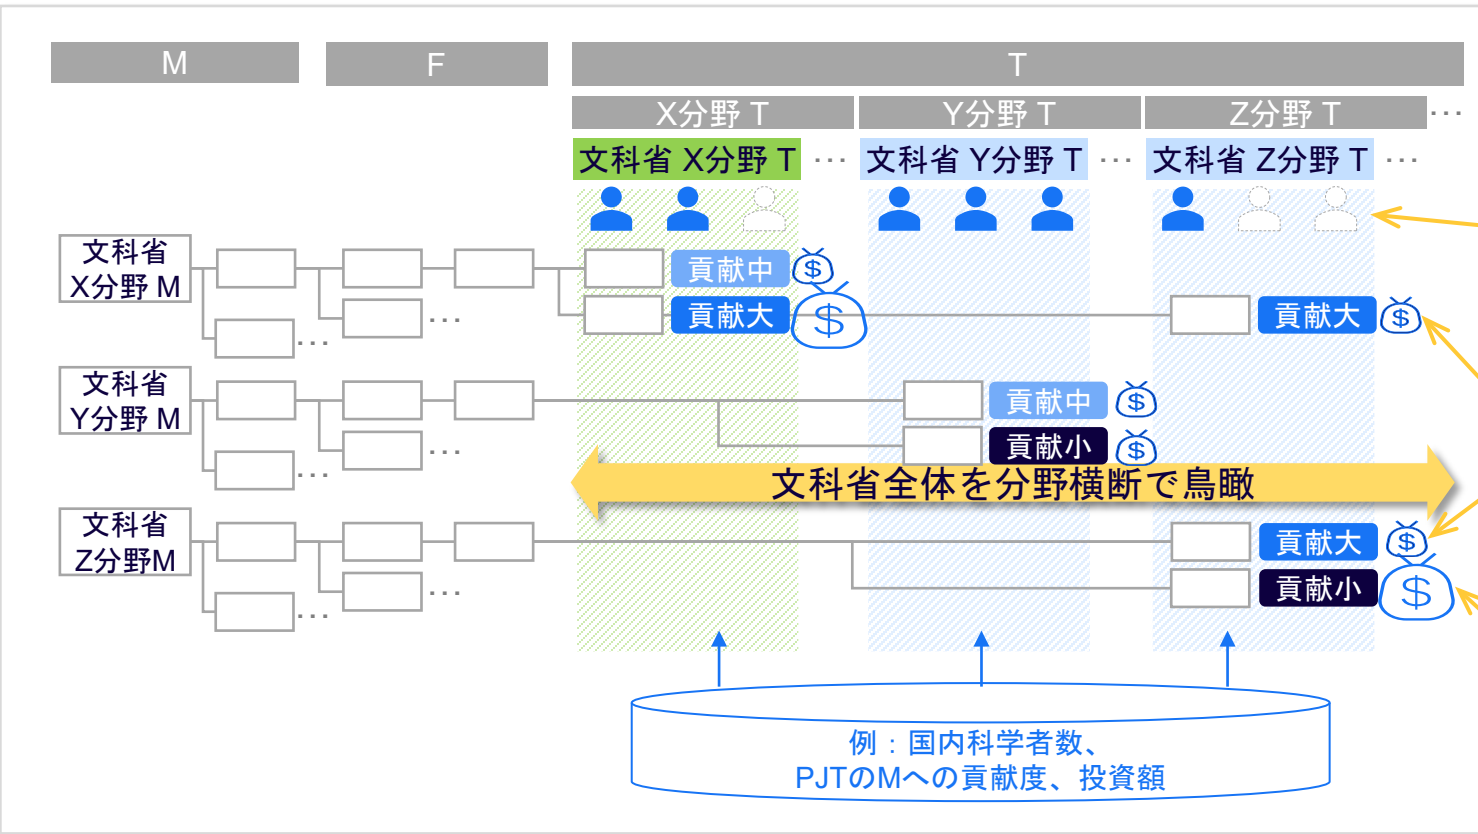 M
F
T
X分野 T
Y分野 T
Z分野 T
…
文科省 X分野 T
…
文科省 Y分野 T
…
文科省 Z分野 T
…
文科省
X分野 M
貢献中
$
…
貢献大
$
貢献大
$
…
文科省
Y分野 M
貢献中
$
…
貢献小
$
…
文科省全体を分野横断で鳥瞰
文科省
Z分野M
貢献大
$
…
貢献小
$
…
例：国内科学者数、
PJTのMへの貢献度、投資額